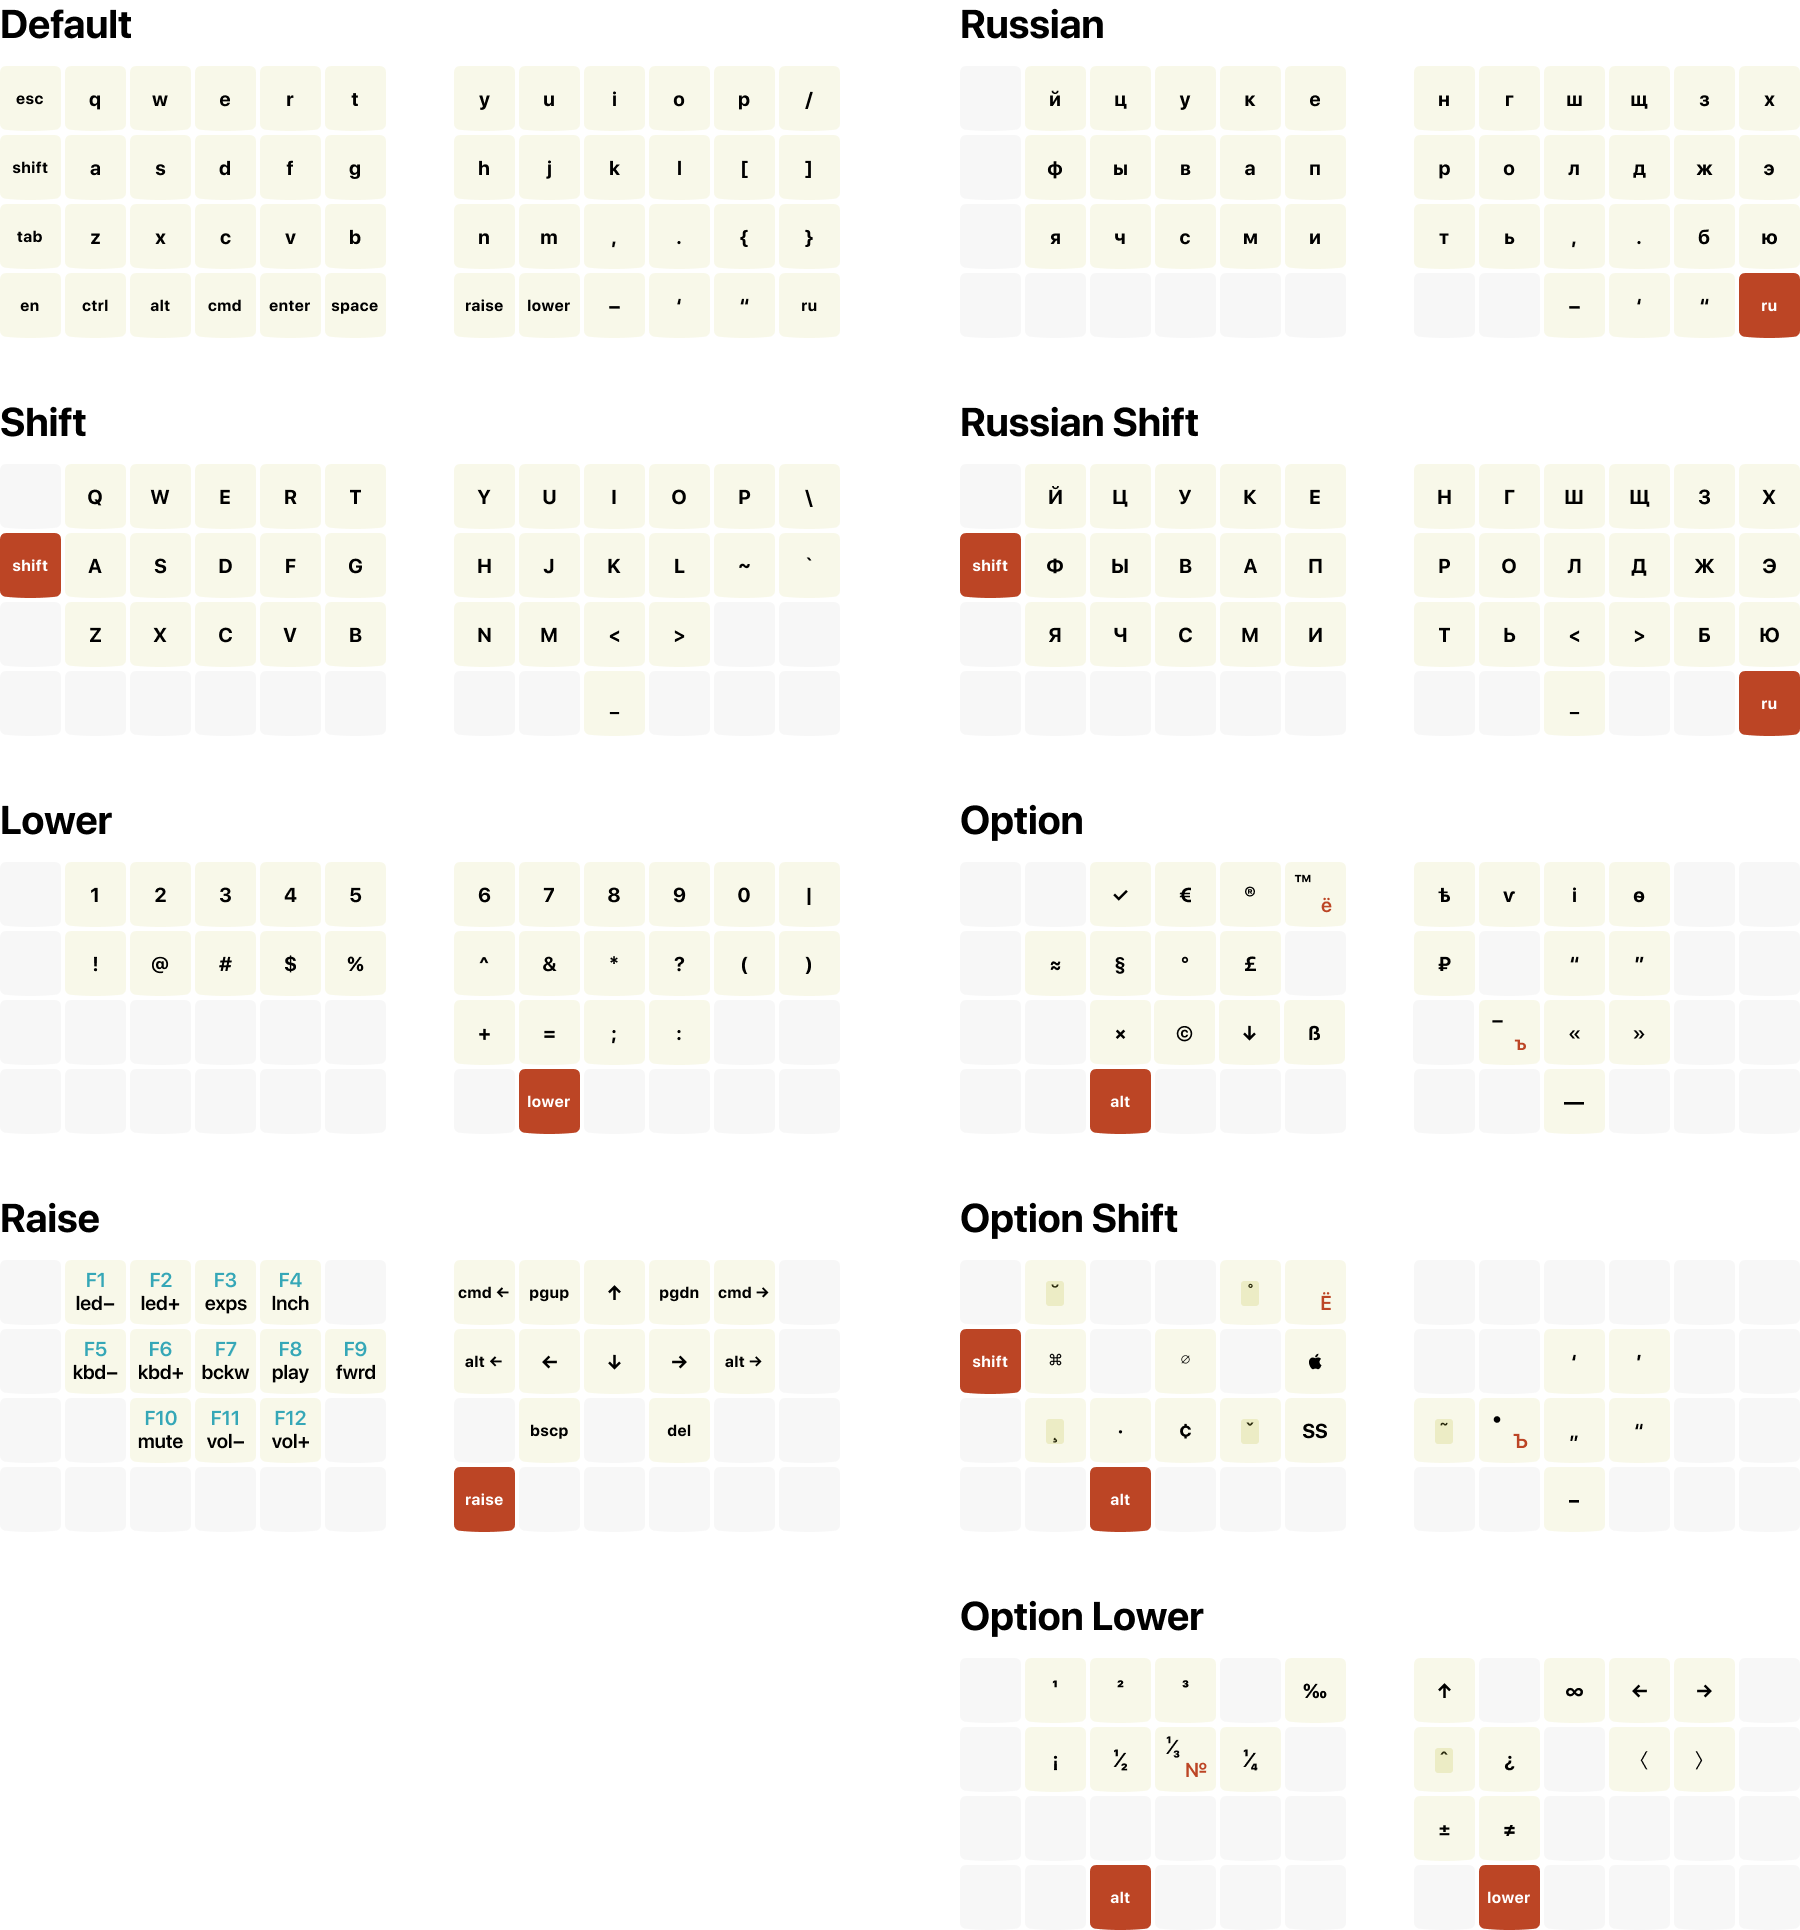 Default
esc q w e r t y u i o p /
shift a s d f g h j k l [ ]
tab z x c v b n m , . { }
en ctrl alt cmd enter space raise lower – ‘ “ ru
Russian
й ц у к е н г ш щ з х
ф ы в а п р о л д ж э
я ч с м и т ь , . б ю
– ‘ “ ru
Shift
Q W E R T Y U I O P \
shift A S D F G H J K L ~ `
Z X C V B N M < >
_
Russian Shift
Й Ц У К Е Н Г Ш Щ З Х
shift Ф Ы В А П Р О Л Д Ж Э
Я Ч С М И Т Ь < > Б Ю
_ ru
Lower
1 2 3 4 5 6 7 8 9 0 |
! @ # $ % ^ & * ? ( )
+ = ; :
lower
Option
✓ € ® ™ ё ѣ ѵ і ѳ
≈ § ° £ ₽ “ ”
× © ↓ ß – ъ « »
alt —
Raise
F1 F2 F3 F4
led– led+ exps lnch cmd ← pgup ↑ pgdn cmd →
F5 F6 F7 F8 F9
kbd– kbd+ bckw play fwrd alt ← ← ↓ → alt →
F10 F11 F12
mute vol– vol+ bscp del
raise
Option Shift
˘ ˚ Ё
shift ⌘ ∅  ‘ ’
¸ · ¢ ˇ SS ˜ • Ъ „ “
alt –
Option Lower
¹ ² ³ ‰ ↑ ∞ ← →
¡ ½ ⅓ № ¼ ˆ ¿ 〈 〉
± ≠
alt lower